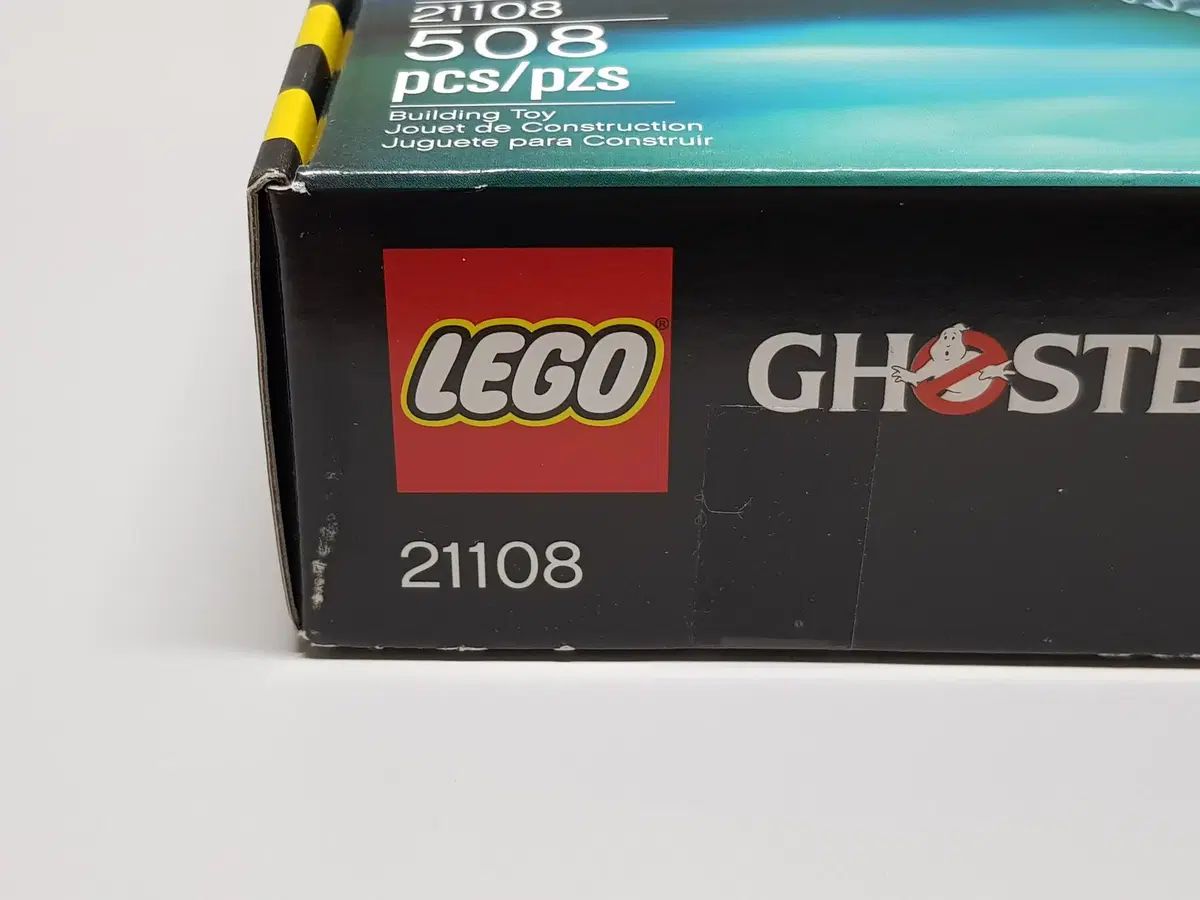 21108
508
pcs/pzs
Building Toy
Jouet de Construction
Juguete para Construir
LEGO®
GHOSTE
21108